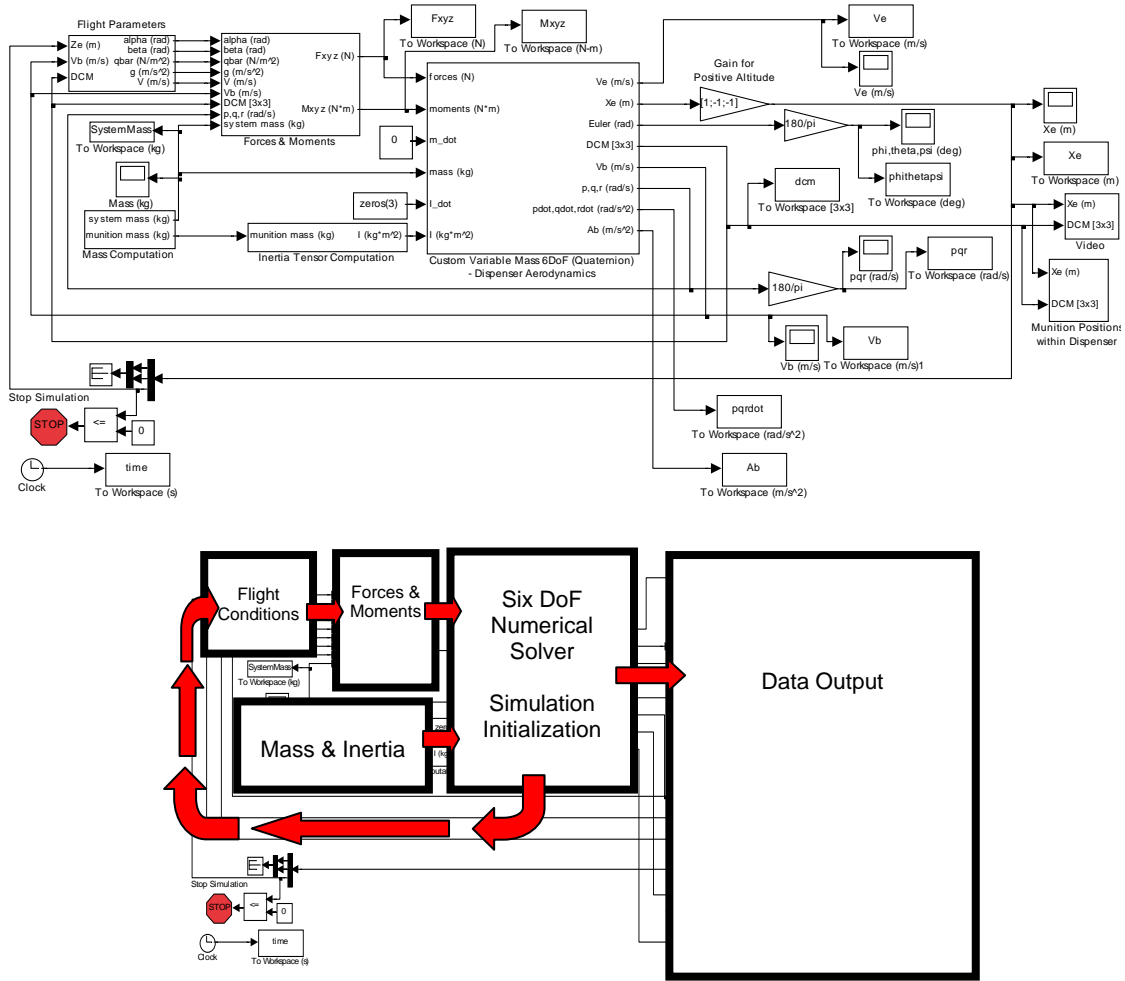 Flight Parameters
Ze (m)
Vb (m/s)
DCM
alpha (rad)
beta (rad)
qbar (N/m^2)
g (m/s^2)
V (m/s)
alpha (rad)
beta (rad)
qbar (N/m^2)
g (m/s^2)
V (m/s)
Vb (m/s)
DCM [3x3]
p,q,r (rad/s)
system mass (kg)
Fxyz (N)
Mxyz (N*m)
Forces & Moments
Fxyz
To Workspace (N)
Mxyz
To Workspace (N-m)
SystemMass
To Workspace (kg)
Mass (kg)
system mass (kg)
munition mass (kg)
Mass Computation
munition mass (kg)
I (kg*m^2)
Inertia Tensor Computation
0
zeros(3)
forces (N)
moments (N*m)
m_dot
mass (kg)
I_dot
I (kg*m^2)
Ve (m/s)
Xe (m)
Euler (rad)
DCM [3x3]
Vb (m/s)
p,q,r (rad/s)
pdot,qdot,rdot (rad/s^2)
Ab (m/s^2)
Custom Variable Mass 6DoF (Quaternion)
- Dispenser Aerodynamics
Gain for
Positive Altitude
[1;-1;-1]
180/pi
Ve
To Workspace (m/s)
Ve (m/s)
Xe (m)
phi,theta,psi (deg)
phithetapsi
To Workspace
(deg)
Xe
To Workspace (m)
dcm
To Workspace [3x3]
Xe (m)
DCM [3x3]
Video
Xe (m)
DCM [3x3]
Munition Positions
within Dispenser
180/pi
pqr (rad/s)
pqr
To Workspace (rad/s)
Vb (m/s)
Vb
To Workspace (m/s)1
pqrdot
To Workspace (rad/s^2)
Ab
To Workspace (m/s^2)
Stop Simulation
STOP
<=
0
Clock
time
To Workspace (s)
Flight
Conditions
Forces &
Moments
Six DoF
Numerical
Solver
Simulation
Initialization
Data Output
SystemMass
To Workspace (kg)
Mass & Inertia
zer
I (kg
puta
Stop Simulation
STOP
<=
0
Clock
time
To Workspace (s)